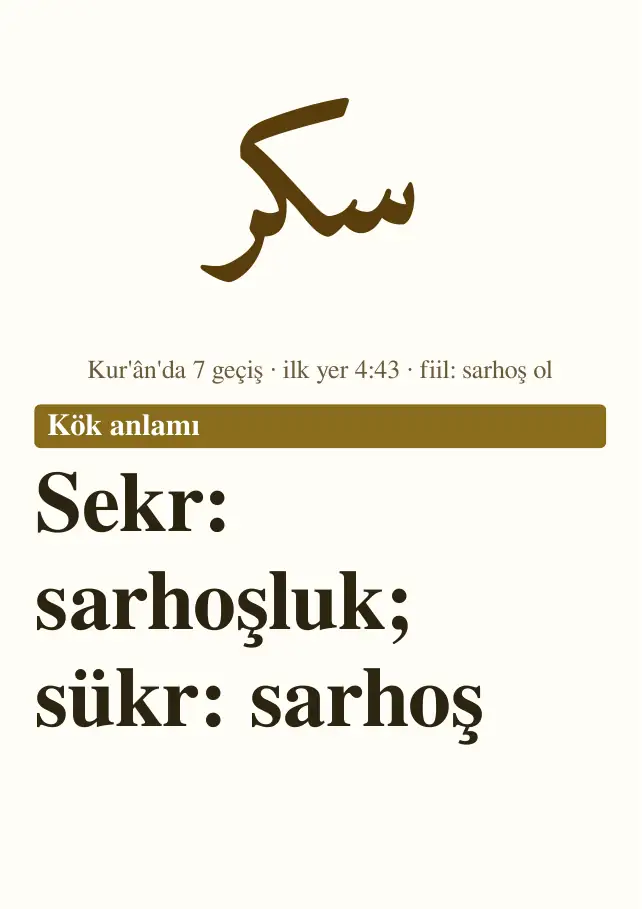 سكر
Kur'ân'da 7 geçiş · ilk yer 4:43 · fiil: sarhoş ol
Kök anlamı
Sekr:
sarhoşluk;
sükr: sarhoş